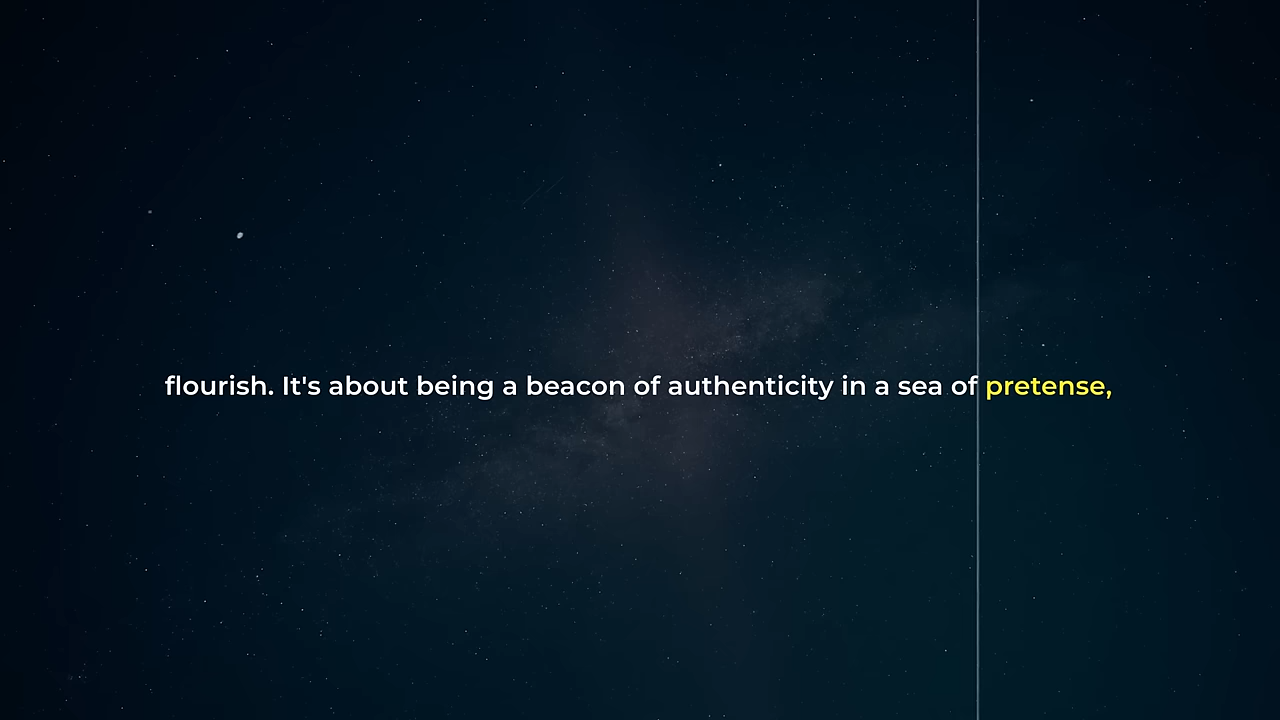 flourish. It's about being a beacon of authenticity in a sea of pretense,